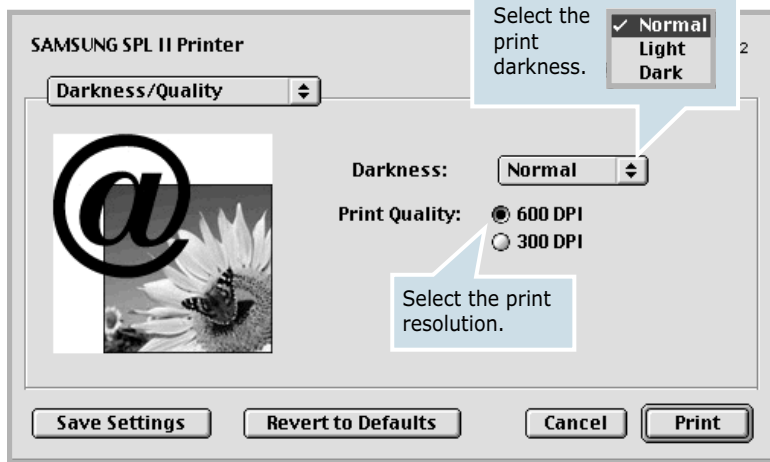 Select the
print
darkness.
✓ Normal
Light
Dark
SAMSUNG SPL II Printer
2
Darkness/Quality
@
Darkness:
Normal
Print Quality:
600 DPI
300 DPI
Select the print
resolution.
Save Settings
Revert to Defaults
Cancel
Print